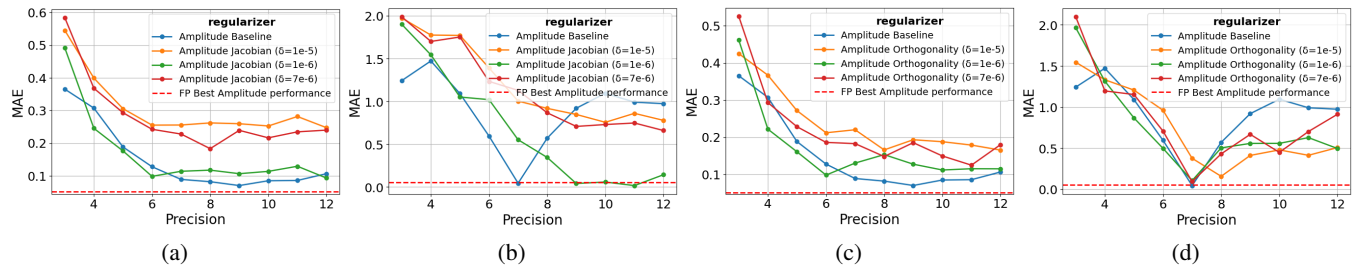 MAE
0.6
0.5
0.4
0.3
0.2
0.1
4
6
8
10
12
Precision
regularizer
Amplitude Baseline
Amplitude Jacobian (δ=1e-5)
Amplitude Jacobian (δ=1e-6)
Amplitude Jacobian (δ=7e-6)
FP Best Amplitude performance
(a)
MAE
2.0
1.5
1.0
0.5
0.0
4
6
8
10
12
Precision
regularizer
Amplitude Baseline
Amplitude Jacobian (δ=1e-5)
Amplitude Jacobian (δ=1e-6)
Amplitude Jacobian (δ=7e-6)
FP Best Amplitude performance
(b)
MAE
0.5
0.4
0.3
0.2
0.1
4
6
8
10
12
Precision
regularizer
Amplitude Baseline
Amplitude Orthogonality (δ=1e-5)
Amplitude Orthogonality (δ=1e-6)
Amplitude Orthogonality (δ=7e-6)
FP Best Amplitude performance
(c)
MAE
2.0
1.5
1.0
0.5
0.0
4
6
8
10
12
Precision
regularizer
Amplitude Baseline
Amplitude Orthogonality (δ=1e-5)
Amplitude Orthogonality (δ=1e-6)
Amplitude Orthogonality (δ=7e-6)
FP Best Amplitude performance
(d)